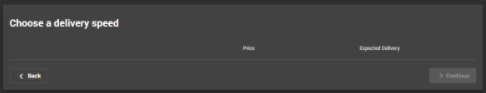 Choose a delivery speed
Price Expected Delivery
< Back > Continue